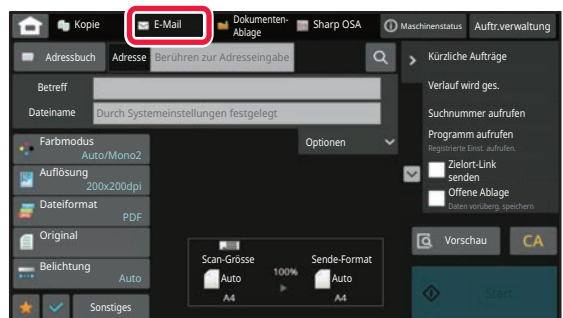 Kopie
E-Mail
Dokumenten-
Ablage
Sharp OSA
Maschinenstatus
Auftr.verwaltung
Adressbuch
Adresse
Berühren zur Adresseingabe
Betreff
Dateiname
Durch Systemeinstellungen festgelegt
Farbmodus
Auto/Mono2
Auflösung
200x200dpi
Dateiformat
PDF
Original
Belichtung
Auto
Sonstiges
Optionen
Scan-Grösse
Auto
A4
100%
Sende-Format
Auto
A4
Kürzliche Aufträge
Verlauf wird ges.
Suchnummer aufrufen
Programm aufrufen
Registrierte Einst. aufrufen.
Zielort-Link
senden
Offene Ablage
Daten vorüberg. speichern
Vorschau
CA
Start